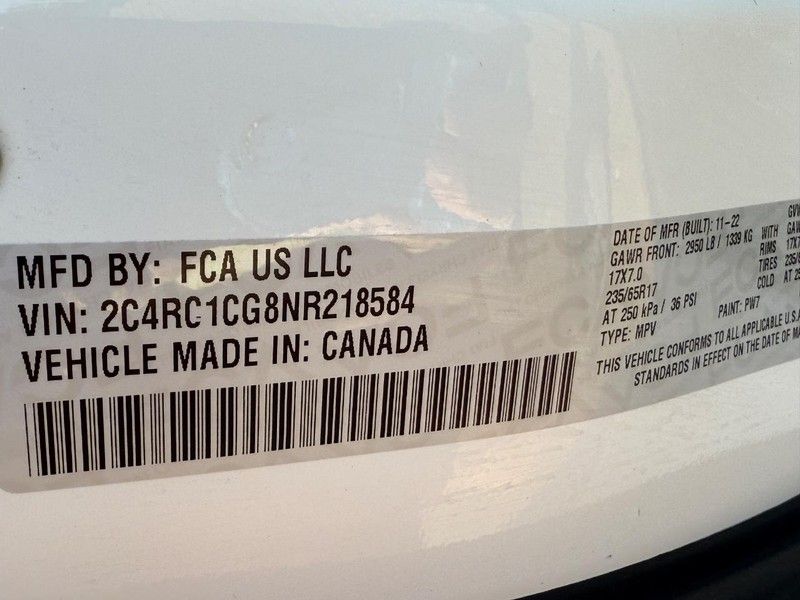 MFD BY: FCA US LLC
VIN: 2C4RC1CG8NR218584
VEHICLE MADE IN: CANADA
DATE OF MFR (BUILT): 11-22
GAWR FRONT: 2950 LB / 1339 KG WITH
17X7.0 RIMS
235/65R17 TIRES
AT 250 kPa / 36 PSI COLD
TYPE: MPV PAINT: PW7
THIS VEHICLE CONFORMS TO ALL APPLICABLE
STANDARDS IN EFFECT ON THE DATE OF